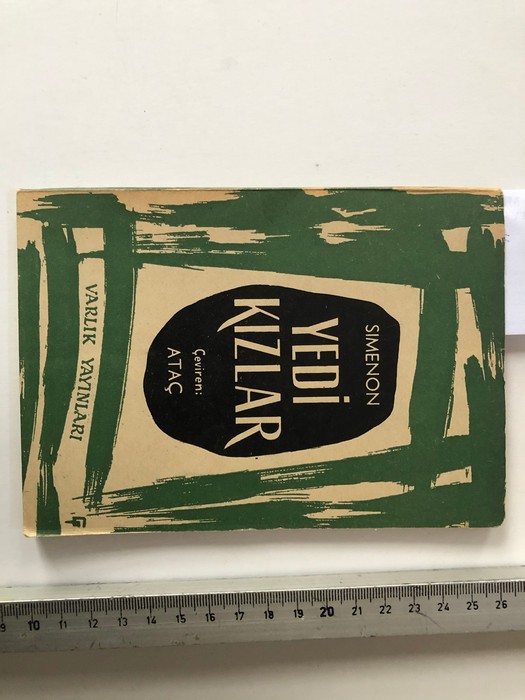 SIMENON
YEDİ
KIZLAR
Çeviren:
ATAÇ
VARLIK YAYINLARI
9 10 11 12 13 14 15 16 17 18 19 20 21 22 23 24 25 26